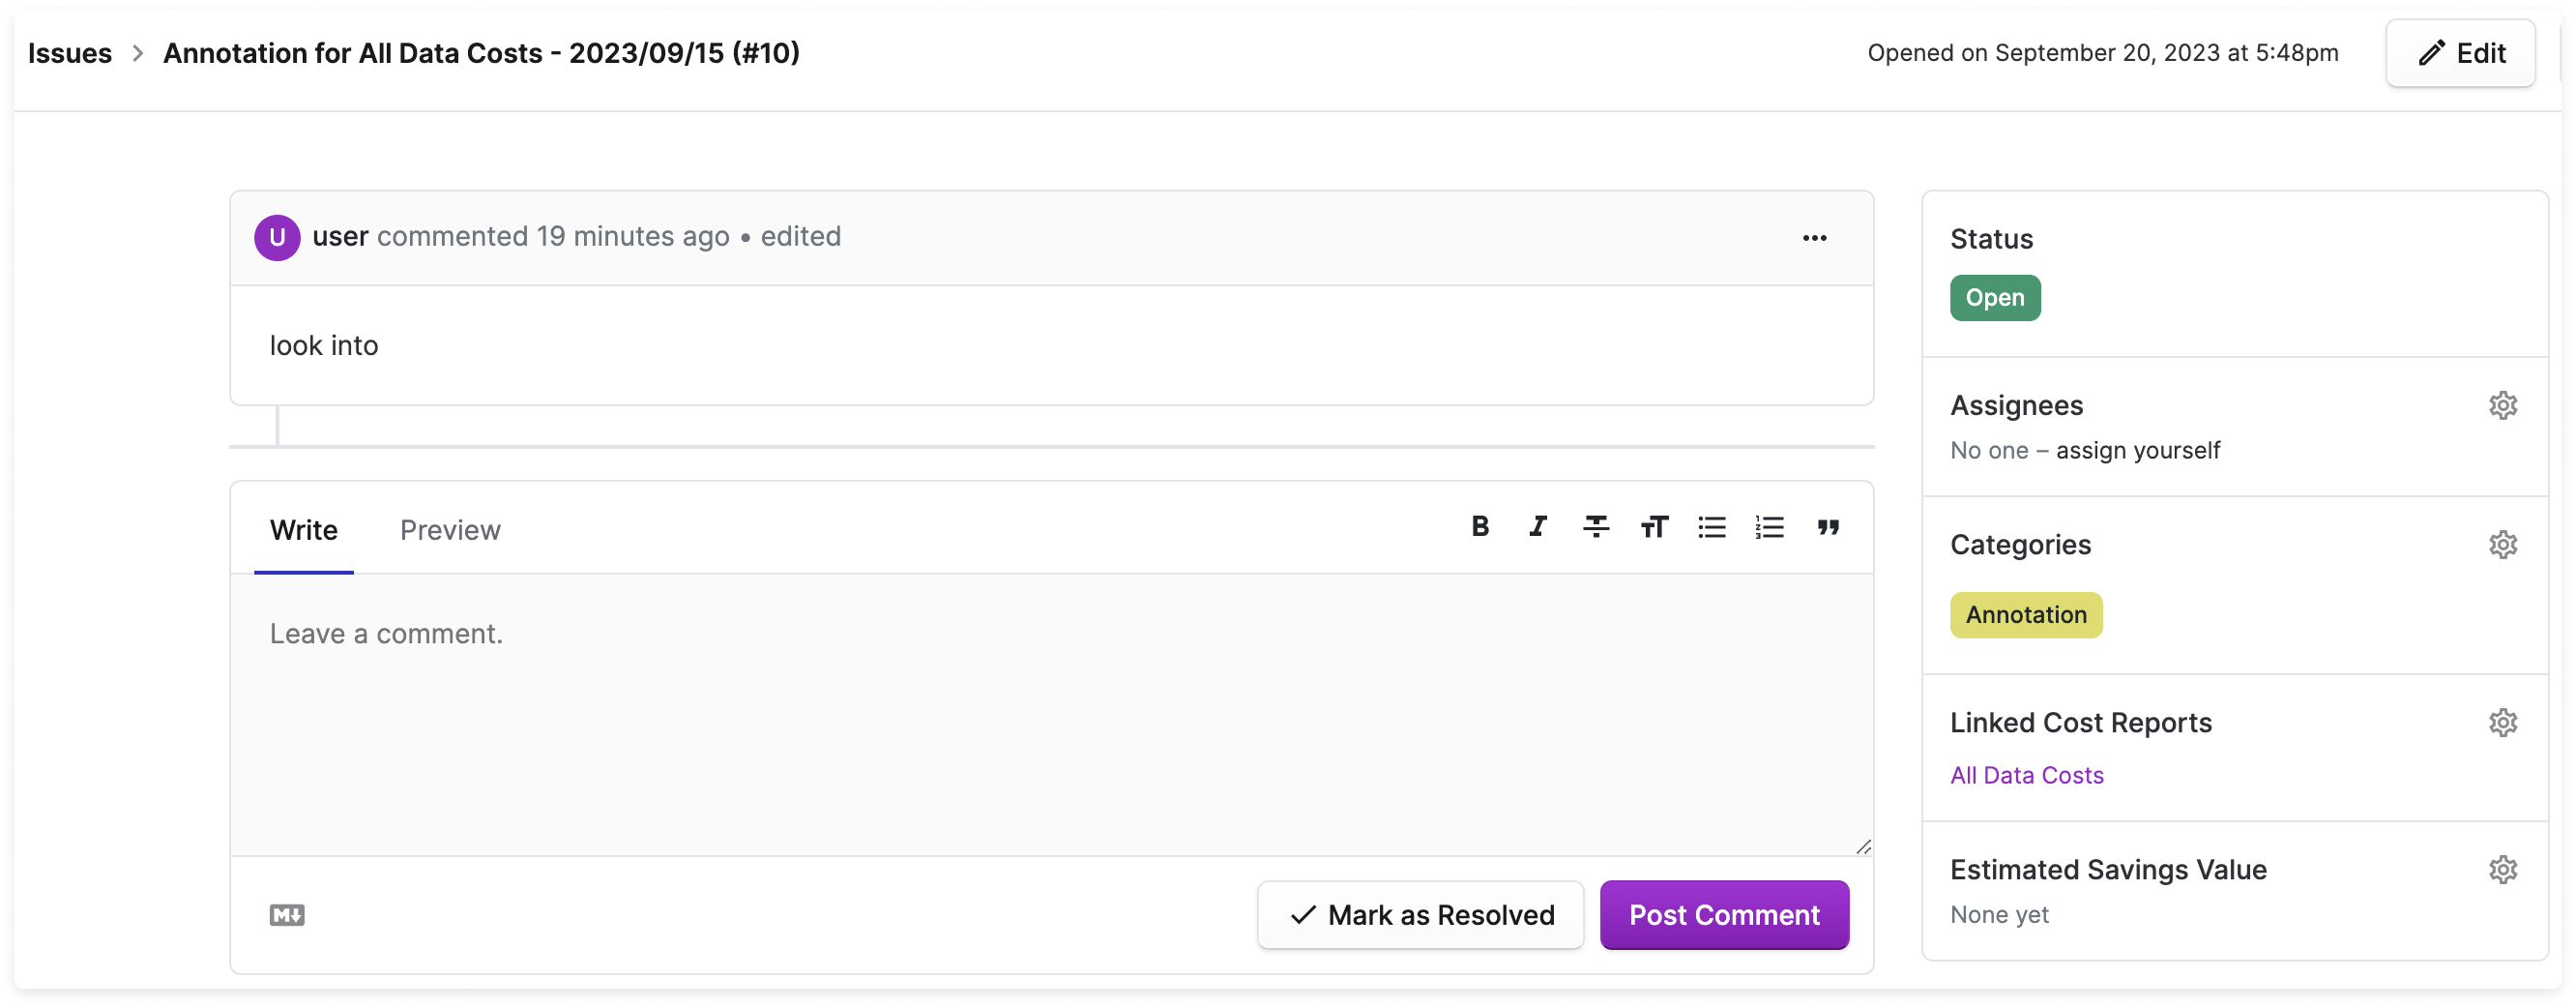 Issues > Annotation for All Data Costs - 2023/09/15 (#10)
Opened on September 20, 2023 at 5:48pm
Edit
U user commented 19 minutes ago • edited
look into
Write Preview
Leave a comment.
Mark as Resolved
Post Comment
Status
Open
Assignees
No one – assign yourself
Categories
Annotation
Linked Cost Reports
All Data Costs
Estimated Savings Value
None yet